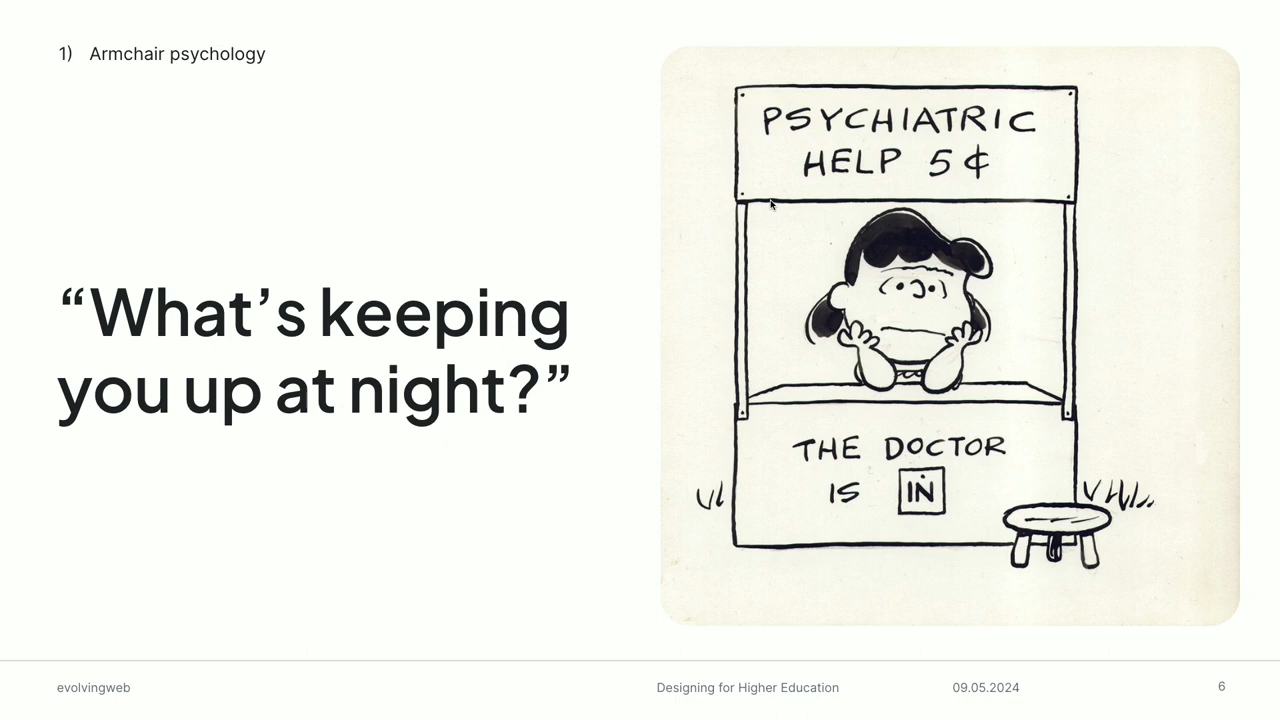 1) Armchair psychology
“What’s keeping
you up at night?”
PSYCHIATRIC
HELP 5¢
THE DOCTOR
IS IN
evolvingweb
Designing for Higher Education
09.05.2024
6